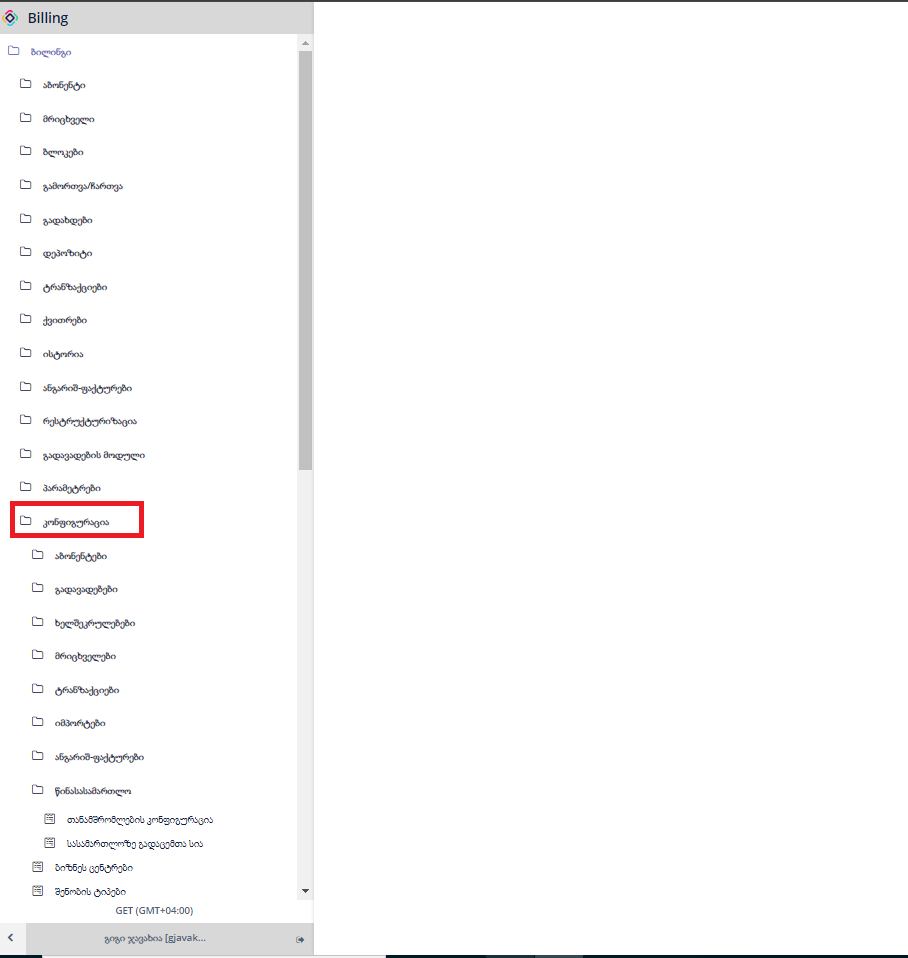 Billing
ბილინგი
აბონენტი
მრიცხველი
ბლოკები
გამორთვა/ჩართვა
გადახდები
დეპოზიტი
ტრანზაქციები
ქვითრები
ისტორია
ანგარიშ-ფაქტურები
რესტრუქტურიზაცია
გადავადების მოდული
პარამეტრები
კონფიგურაცია
აბონენტები
გადავადებები
ხელშეკრულებები
მრიცხველები
ტრანზაქციები
იმპორტები
ანგარიშ-ფაქტურები
წინასასამართლო
თანამშრომლების კონფიგურაცია
სასამართლოზე გადაცემთა სია
ბიზნეს ცენტრები
შენობის ტიპები
GET (GMT+04:00)
გიგი ჯავახია [gjavak...